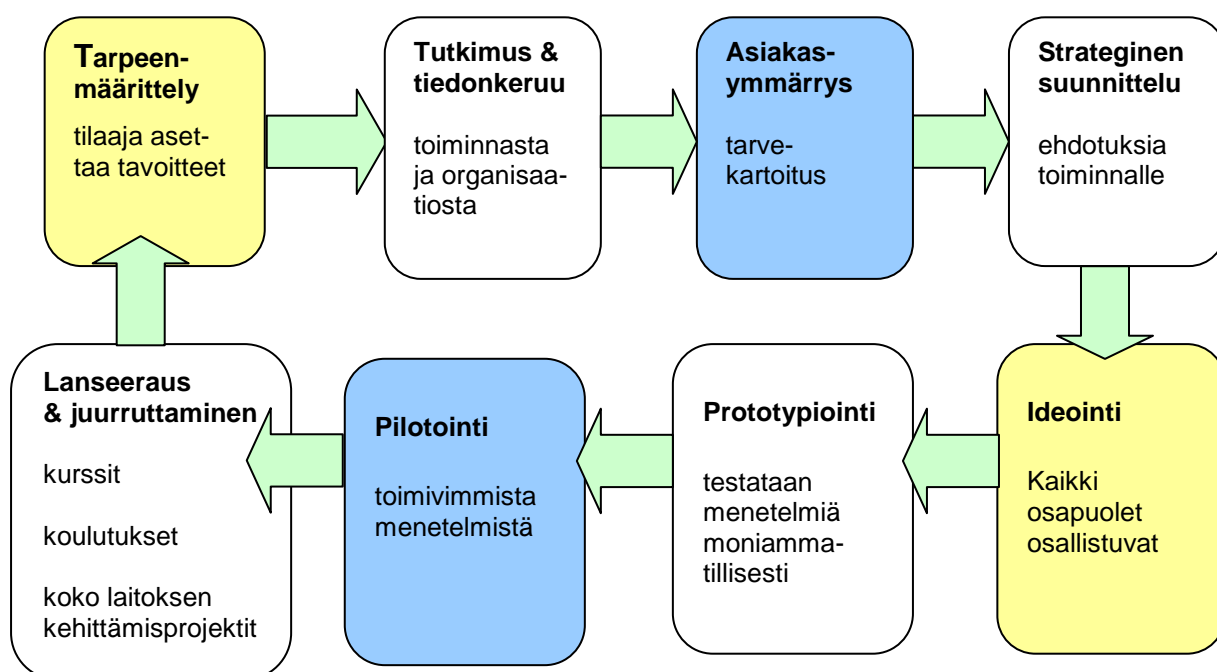 Tarpeen-
määrittely
tilaaja aset-
taa tavoitteet
Tutkimus &
tiedonkeruu
toiminnasta
ja organisaa-
tiosta
Asiakas-
ymmärrys
tarve-
kartoitus
Strateginen
suunnittelu
ehdotuksia
toiminnalle
Ideointi
Kaikki
osapuolet
osallistuvat
Prototypiointi
testataan
menetelmiä
moniamma-
tillisesti
Pilotointi
toimivimmista
menetelmistä
Lanseeraus
& juurruttaminen
kurssit
koulutukset
koko laitoksen
kehittämisprojektit